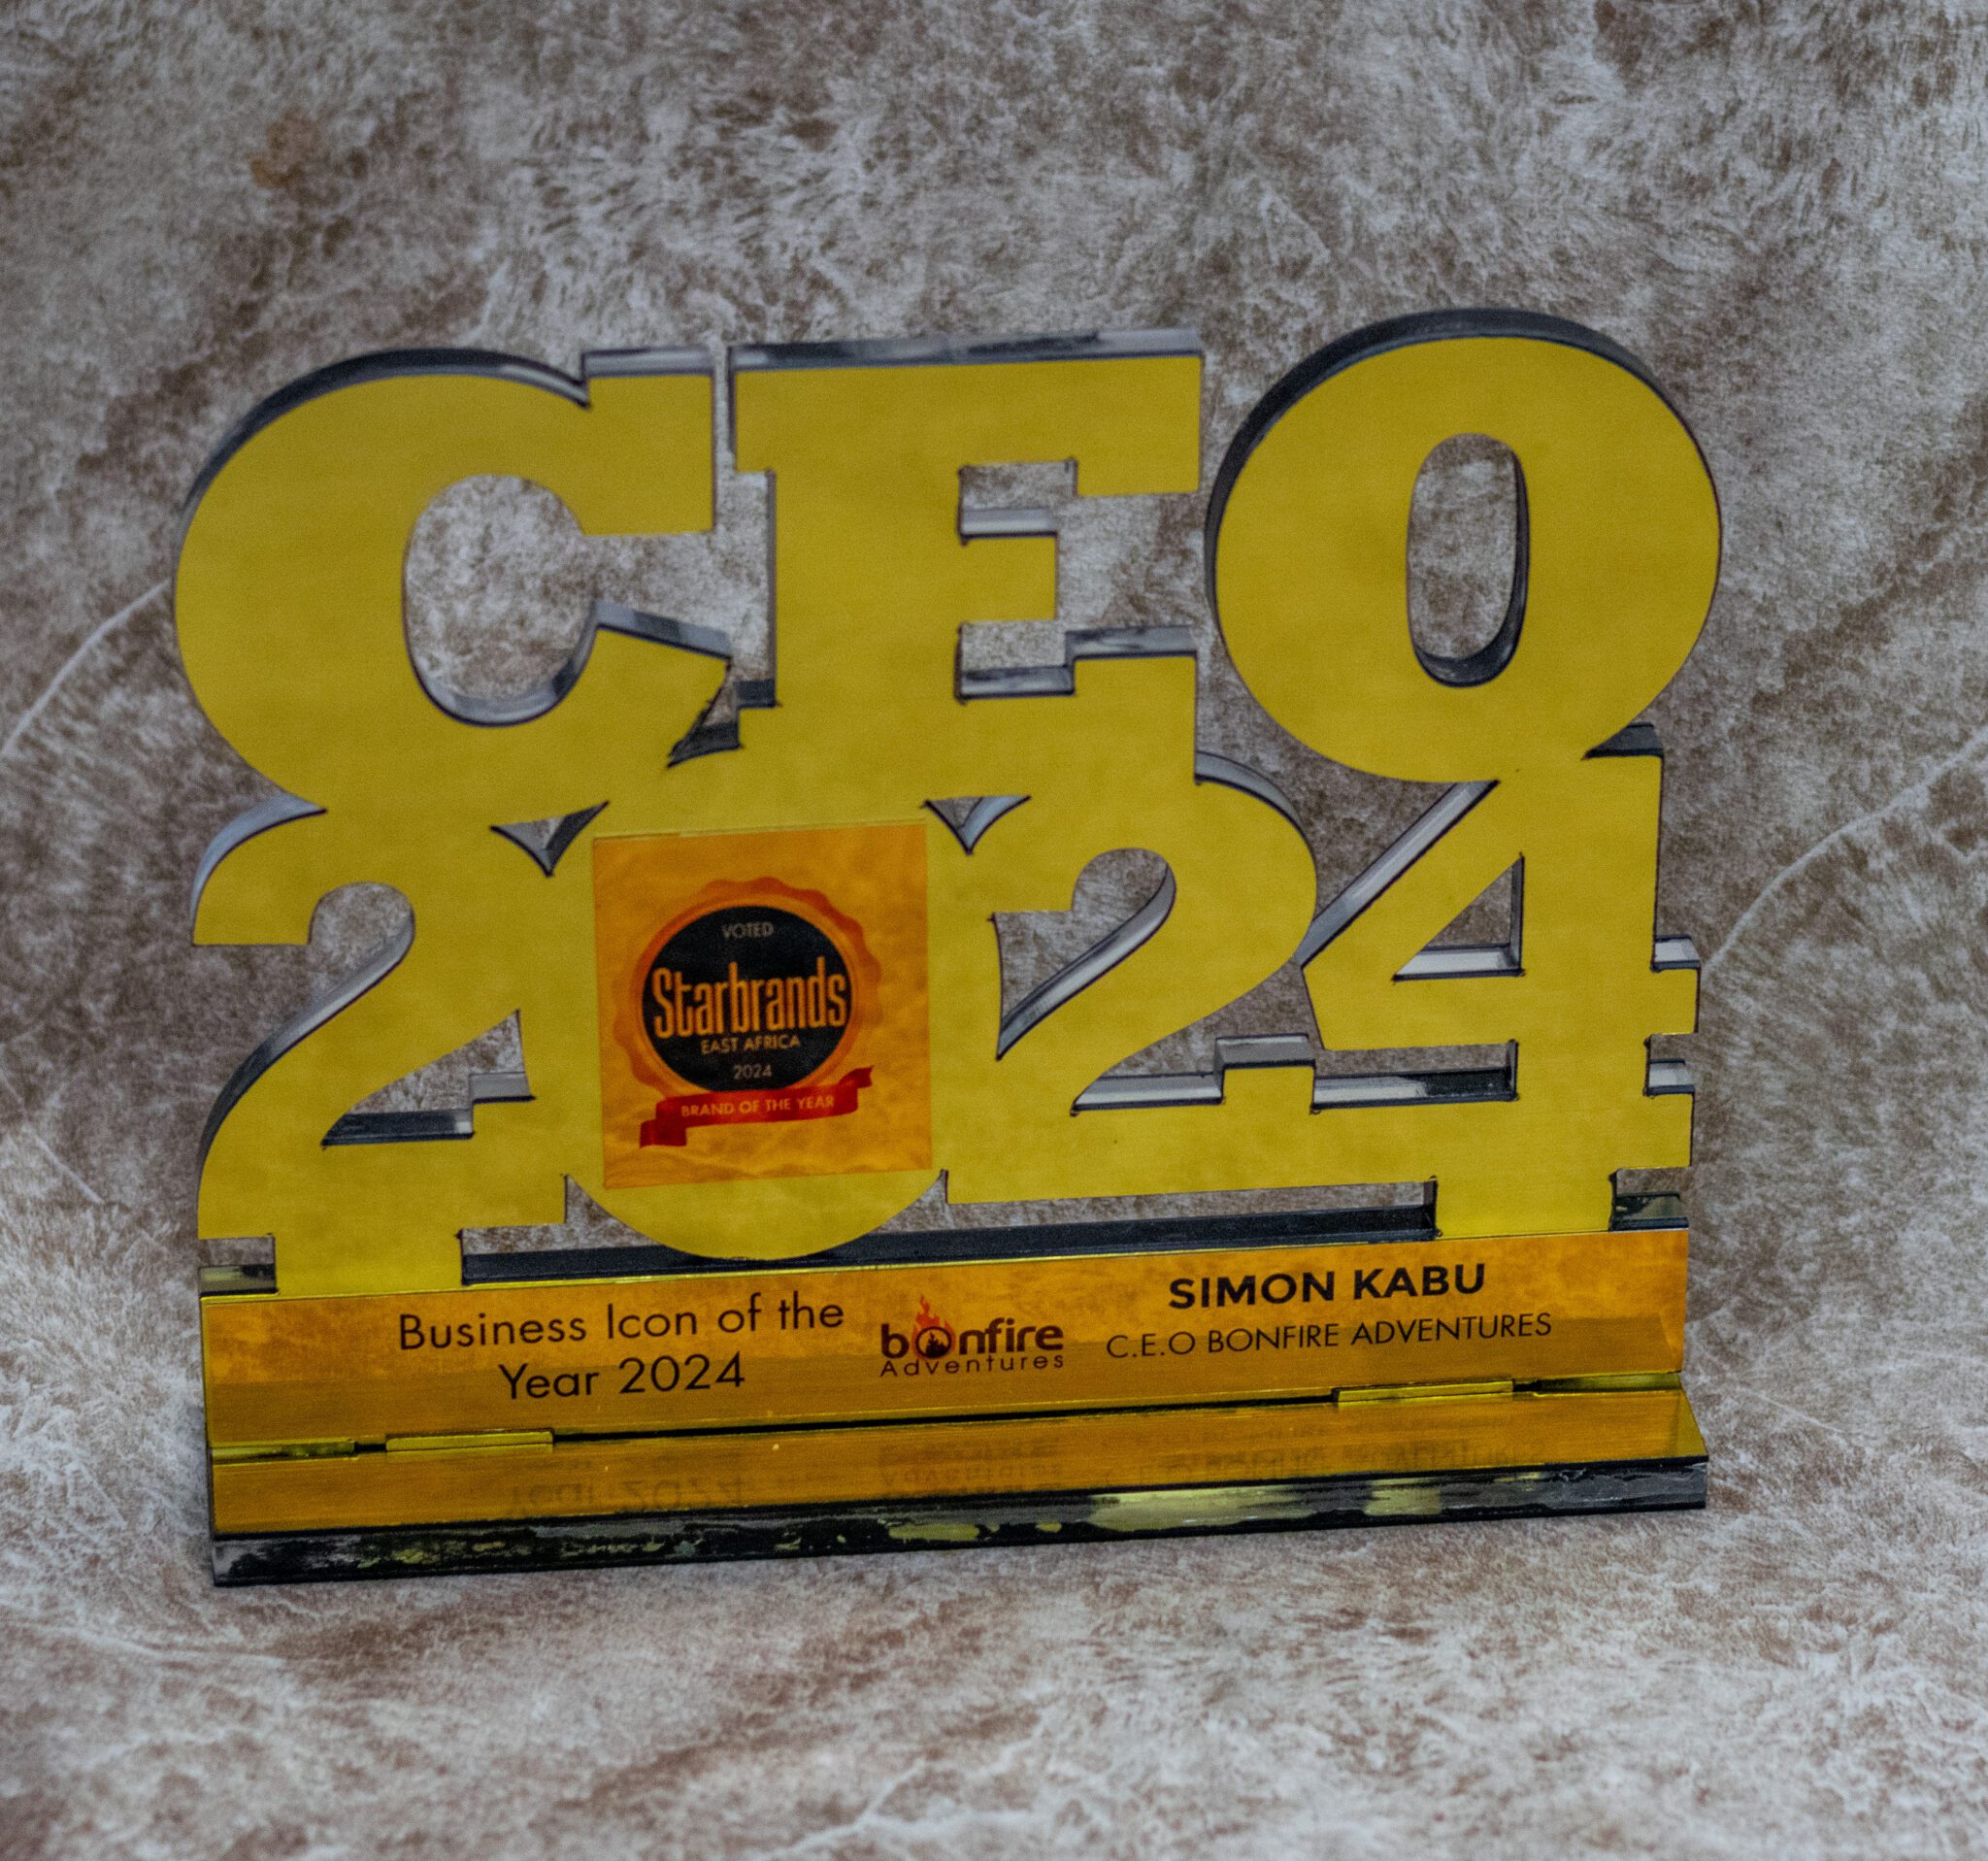 CEO
2024
VOTED
Starbrands
EAST AFRICA
2024
BRAND OF THE YEAR
Business Icon of the
Year 2024
bonfire
Adventures
SIMON KABU
C.E.O BONFIRE ADVENTURES